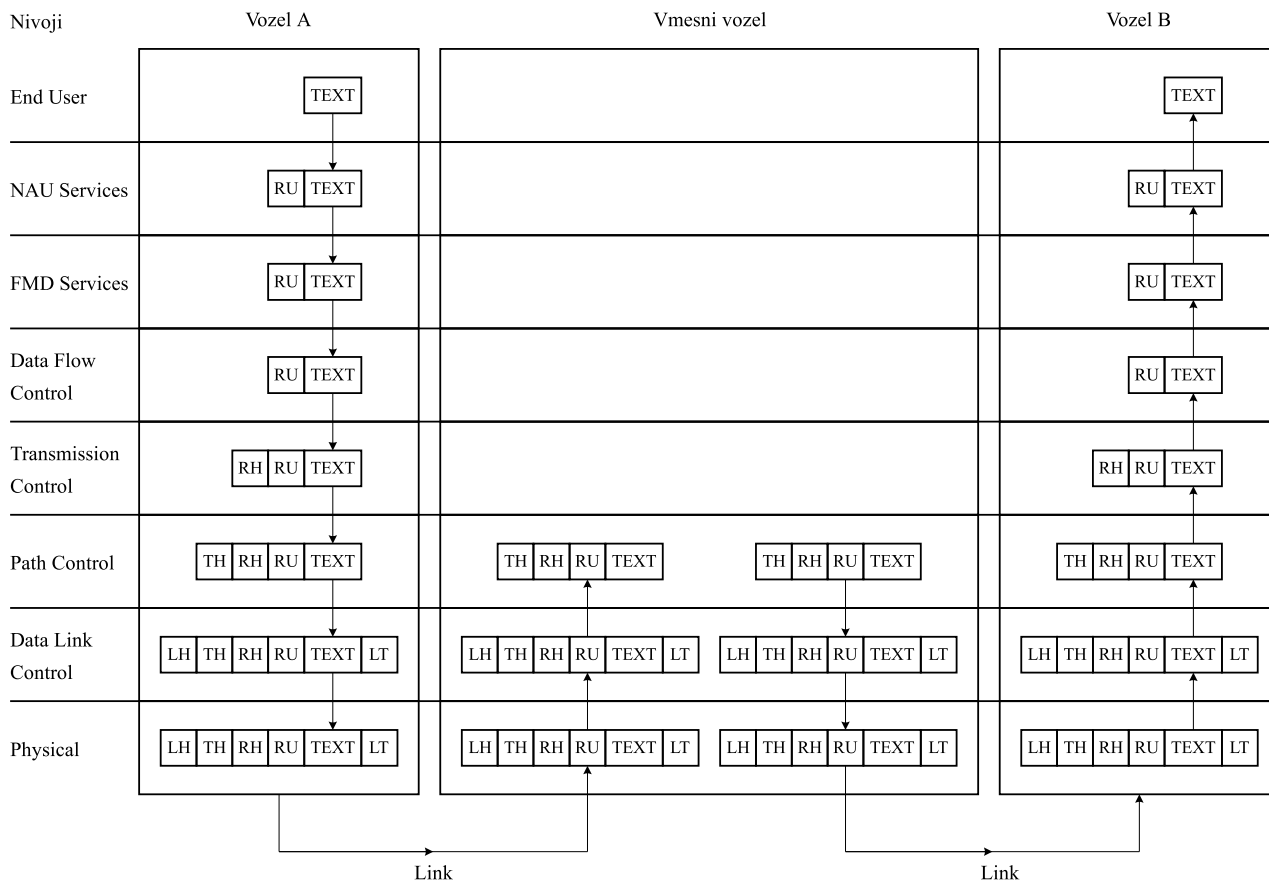 Nivoji Vozel A Vmesni vozel Vozel B
End User TEXT TEXT
NAU Services RU TEXT RU TEXT
FMD Services RU TEXT RU TEXT
Data Flow
Control RU TEXT RU TEXT
Transmission
Control RH RU TEXT RH RU TEXT
Path Control TH RH RU TEXT TH RH RU TEXT TH RH RU TEXT TH RH RU TEXT
Data Link
Control LH TH RH RU TEXT LT LH TH RH RU TEXT LT LH TH RH RU TEXT LT LH TH RH RU TEXT LT
Physical LH TH RH RU TEXT LT LH TH RH RU TEXT LT LH TH RH RU TEXT LT LH TH RH RU TEXT LT
Link Link